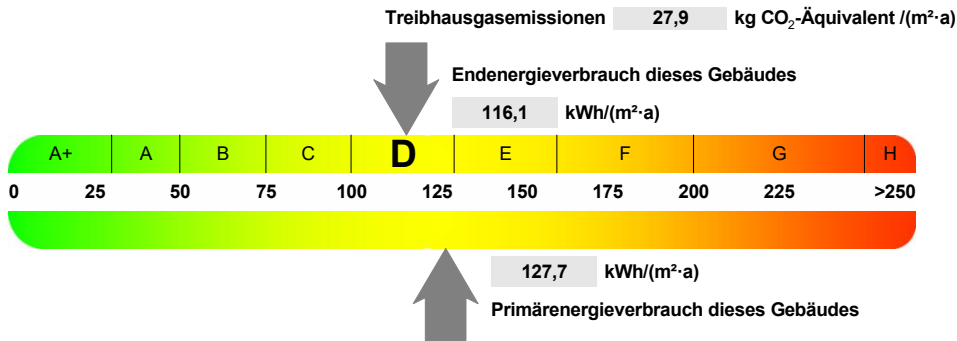 Treibhausgasemissionen 27,9 kg CO₂-Äquivalent /(m²·a)
Endenergieverbrauch dieses Gebäudes
116,1 kWh/(m²·a)
A+ A B C D E F G H
0 25 50 75 100 125 150 175 200 225 >250
127,7 kWh/(m²·a)
Primärenergieverbrauch dieses Gebäudes